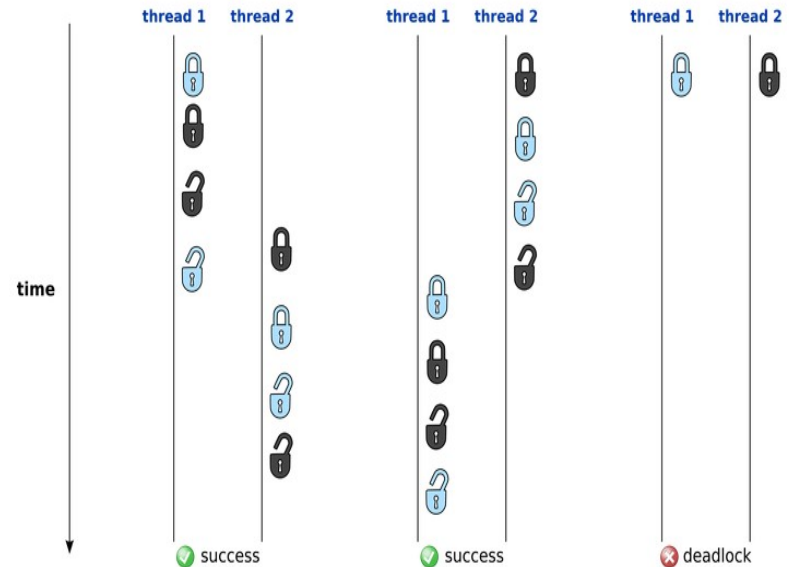 thread 1 thread 2 thread 1 thread 2 thread 1 thread 2
time
success success deadlock